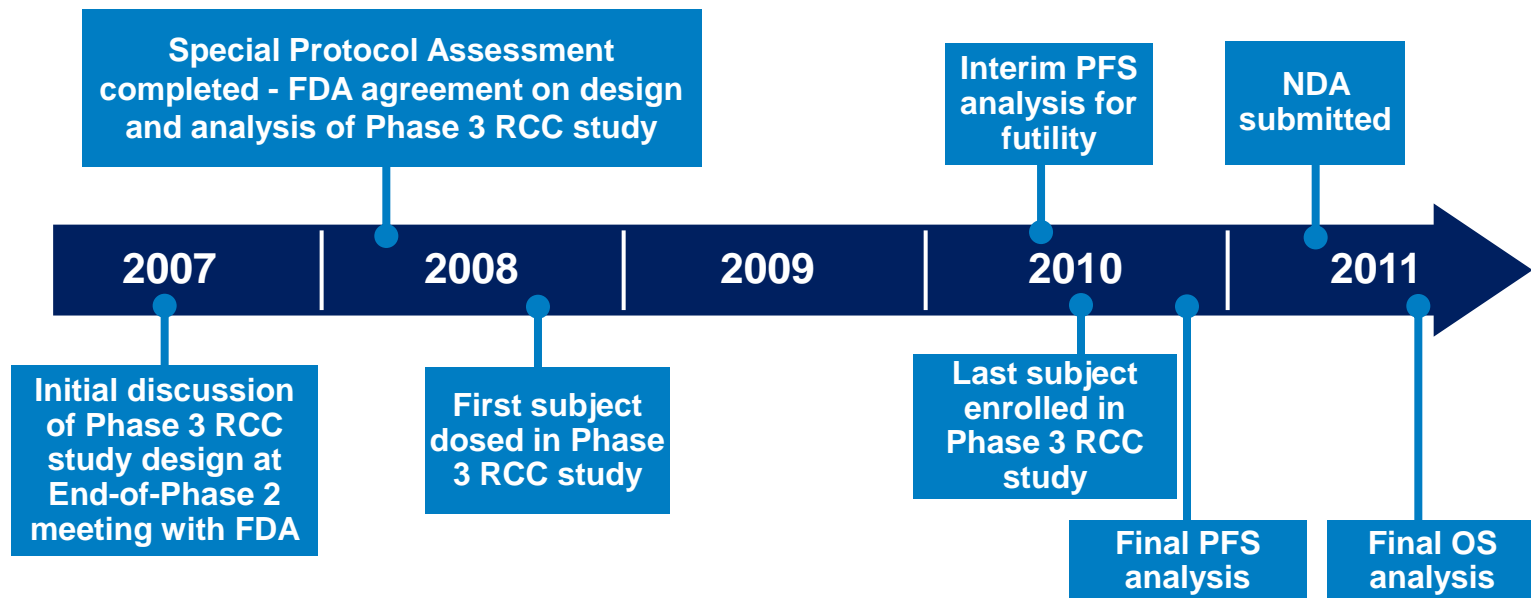 Special Protocol Assessment
completed - FDA agreement on design
and analysis of Phase 3 RCC study
Interim PFS
analysis for
futility
NDA
submitted
2007
2008
2009
2010
2011
Initial discussion
of Phase 3 RCC
study design at
End-of-Phase 2
meeting with FDA
First subject
dosed in Phase
3 RCC study
Last subject
enrolled in
Phase 3 RCC
study
Final PFS
analysis
Final OS
analysis